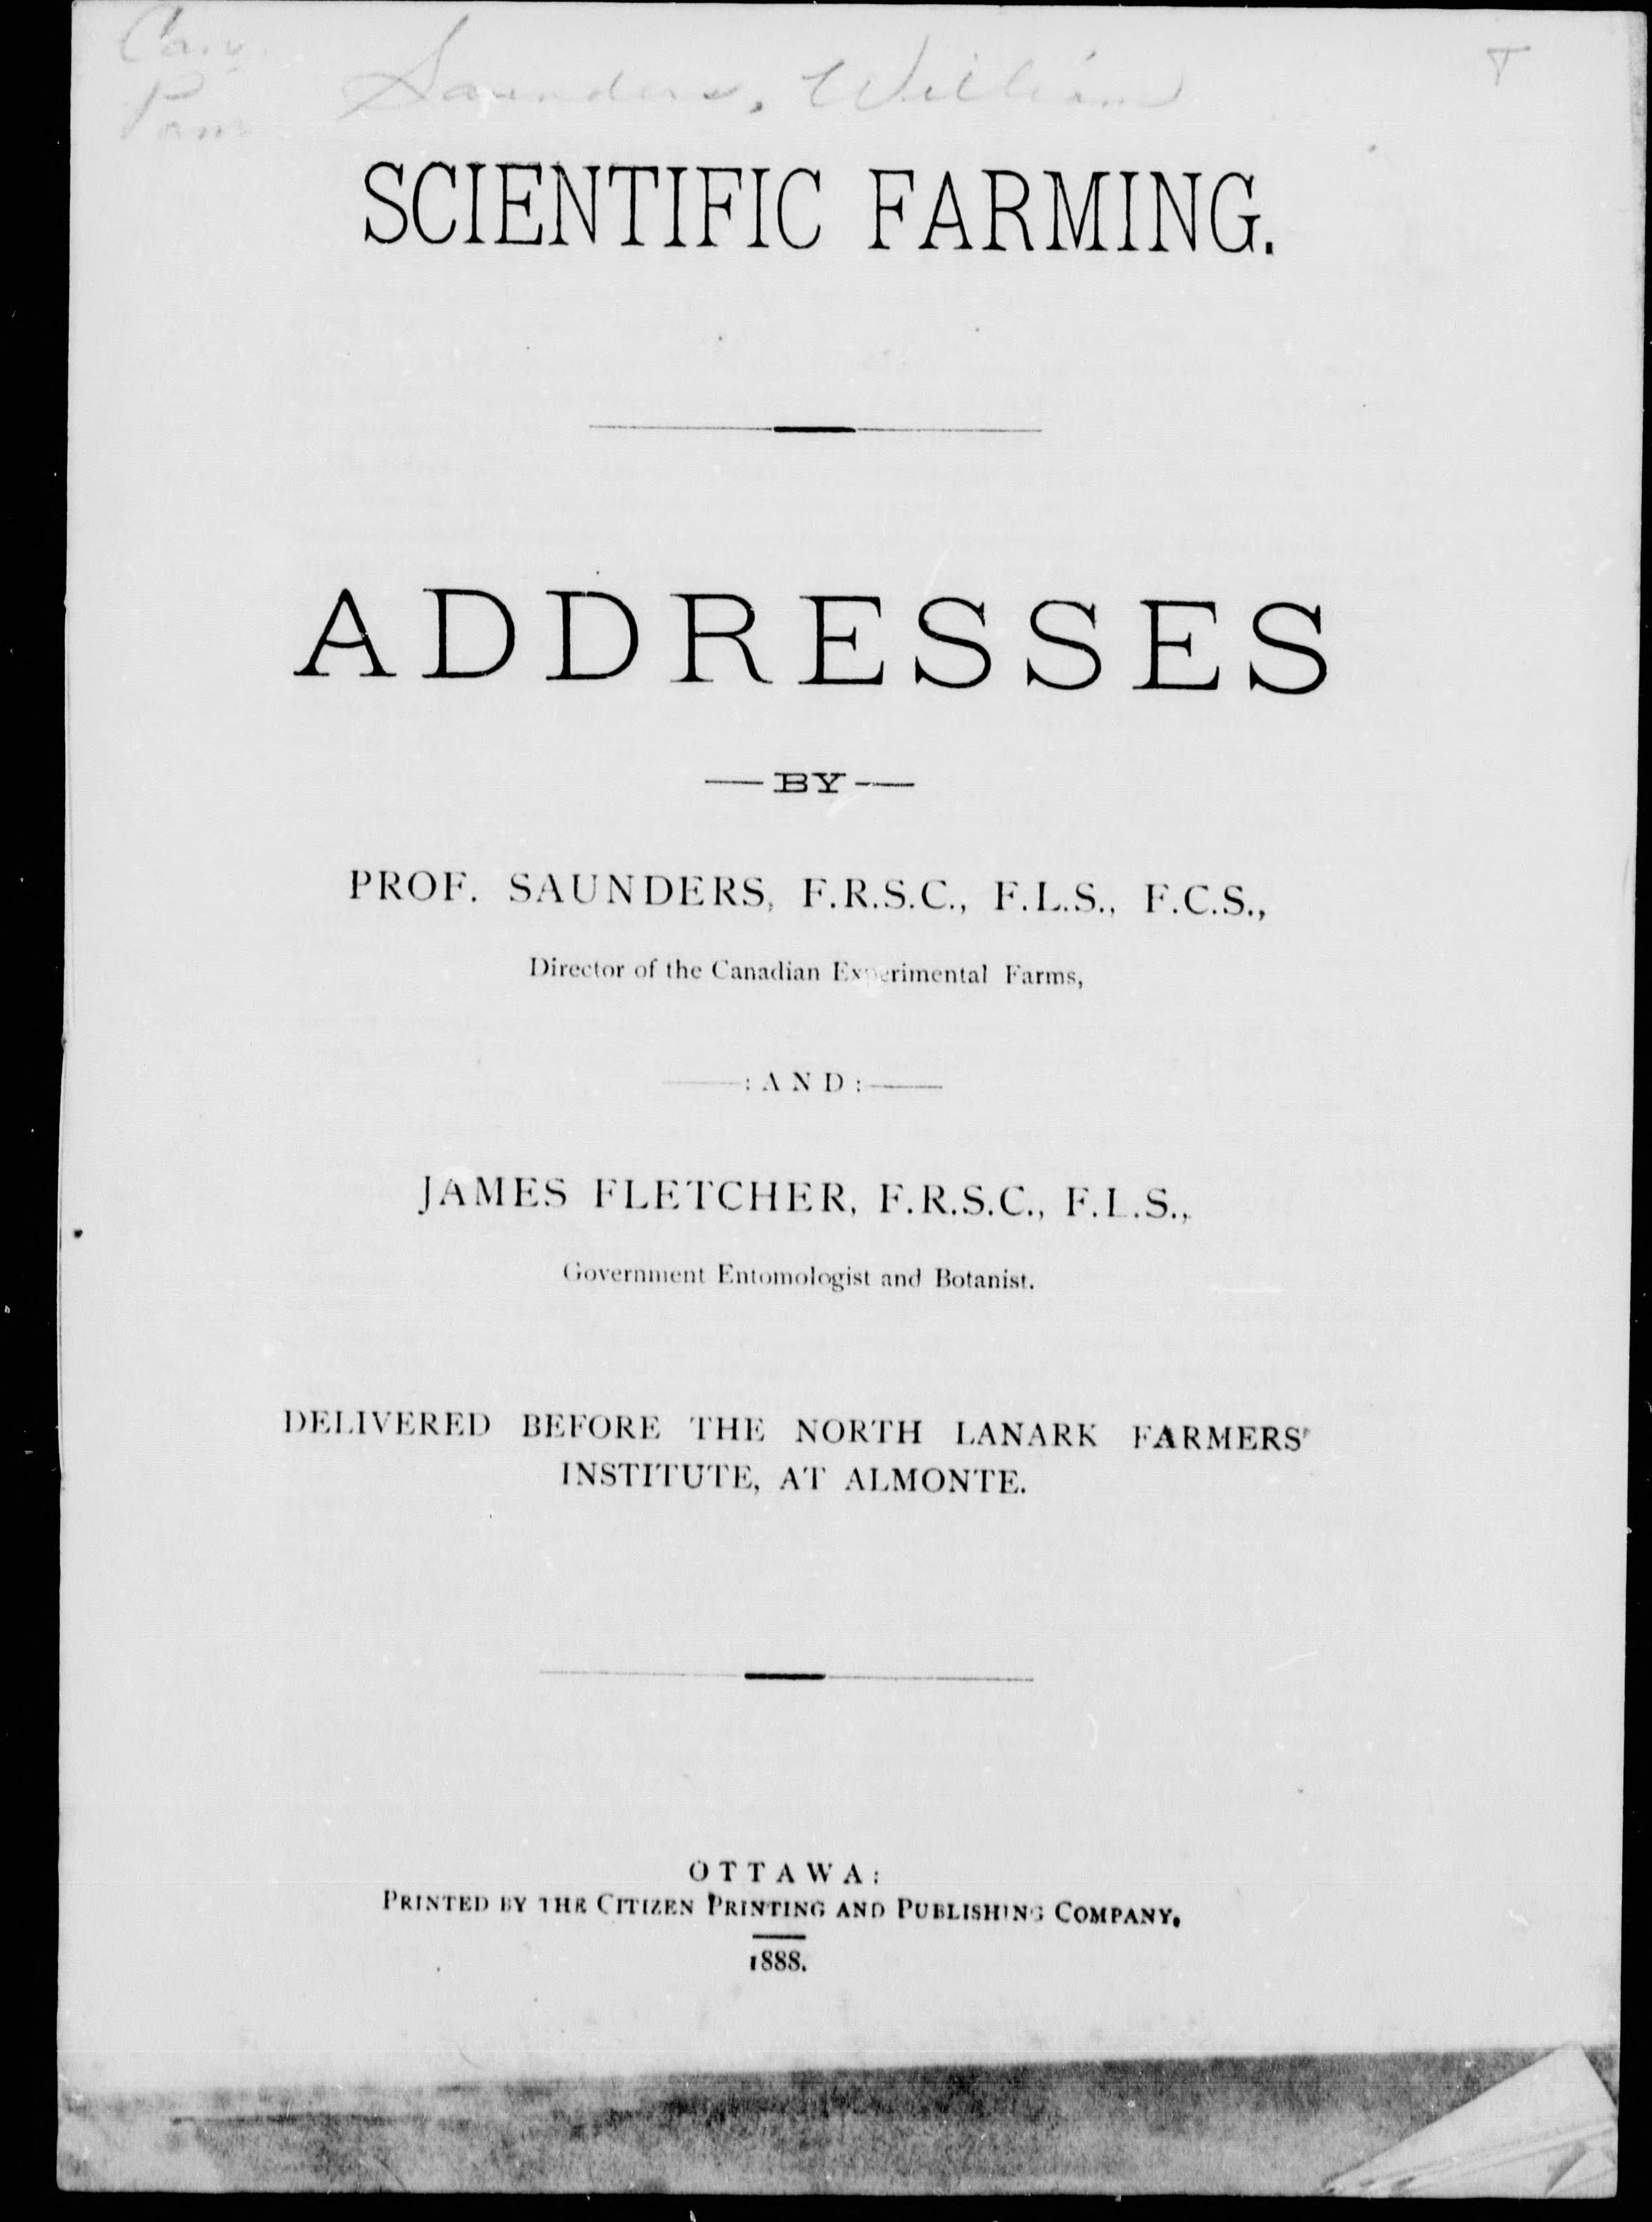 Can.
Pam
Saunders, William
SCIENTIFIC FARMING.
ADDRESSES
— BY —
PROF. SAUNDERS, F.R.S.C., F.L.S., F.C.S.,
Director of the Canadian Experimental Farms,
——: AND :——
JAMES FLETCHER, F.R.S.C., F.L.S.,
Government Entomologist and Botanist.
DELIVERED BEFORE THE NORTH LANARK FARMERS'
INSTITUTE, AT ALMONTE.
OTTAWA:
PRINTED BY THE CITIZEN PRINTING AND PUBLISHING COMPANY.
1888.